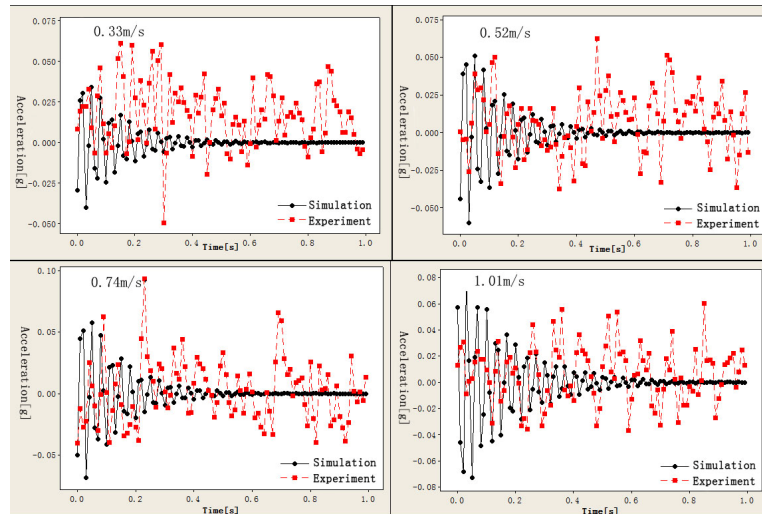 0.33m/s
Acceleration[g]
0.075
0.050
0.025
0.000
-0.025
-0.050
Simulation
Experiment
0.0 0.2 0.4 0.6 0.8 1.0
Time[s]
0.52m/s
Acceleration[g]
0.075
0.050
0.025
0.000
-0.025
-0.050
Simulation
Experiment
0.0 0.2 0.4 0.6 0.8 1.0
Time[s]
0.74m/s
Acceleration[g]
0.10
0.05
0.00
-0.05
Simulation
Experiment
0.0 0.2 0.4 0.6 0.8 1.0
Time[s]
1.01m/s
Acceleration[g]
0.08
0.06
0.04
0.02
0.00
-0.02
-0.04
-0.06
-0.08
Simulation
Experiment
0.0 0.2 0.4 0.6 0.8 1.0
Time[s]